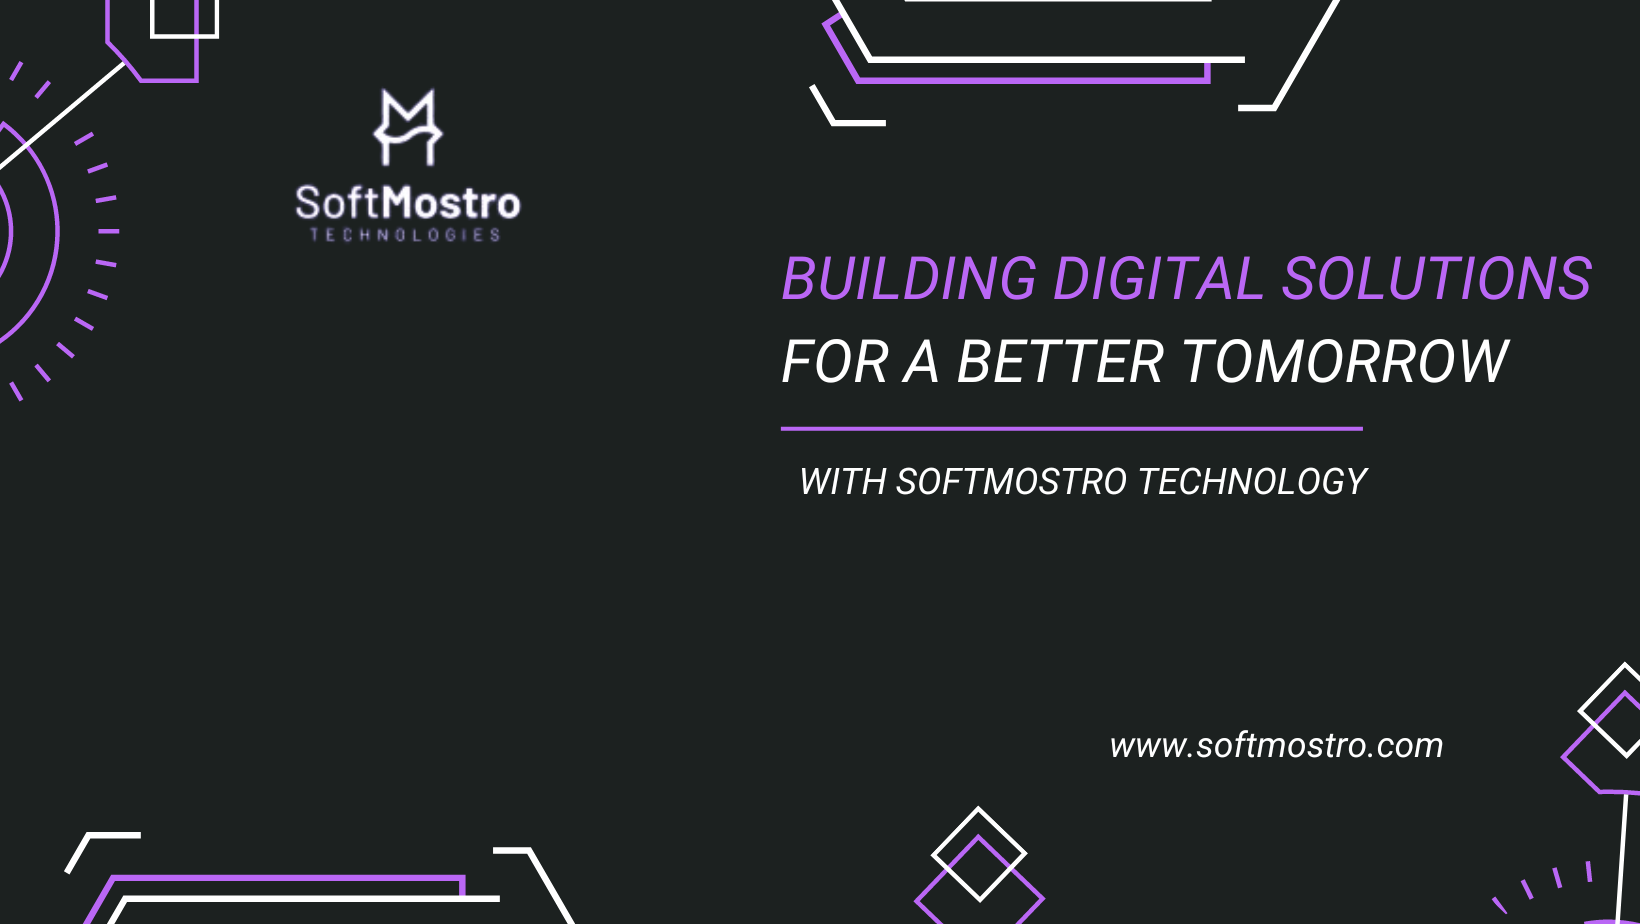 SoftMostro
TECHNOLOGIES
BUILDING DIGITAL SOLUTIONS
FOR A BETTER TOMORROW
WITH SOFTMOSTRO TECHNOLOGY
www.softmostro.com